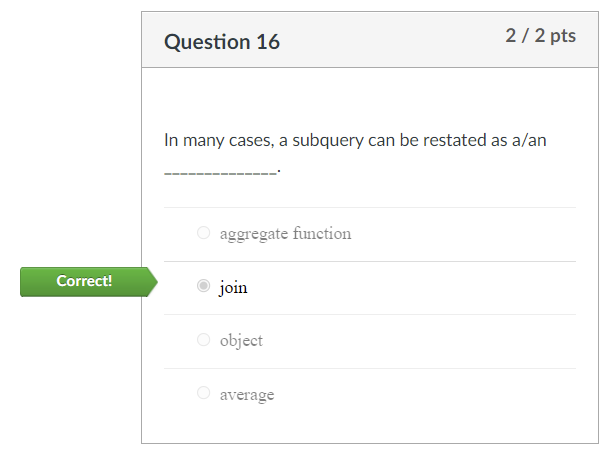 Question 16
2 / 2 pts
In many cases, a subquery can be restated as a/an
_______________.
aggregate function
Correct!
join
object
average